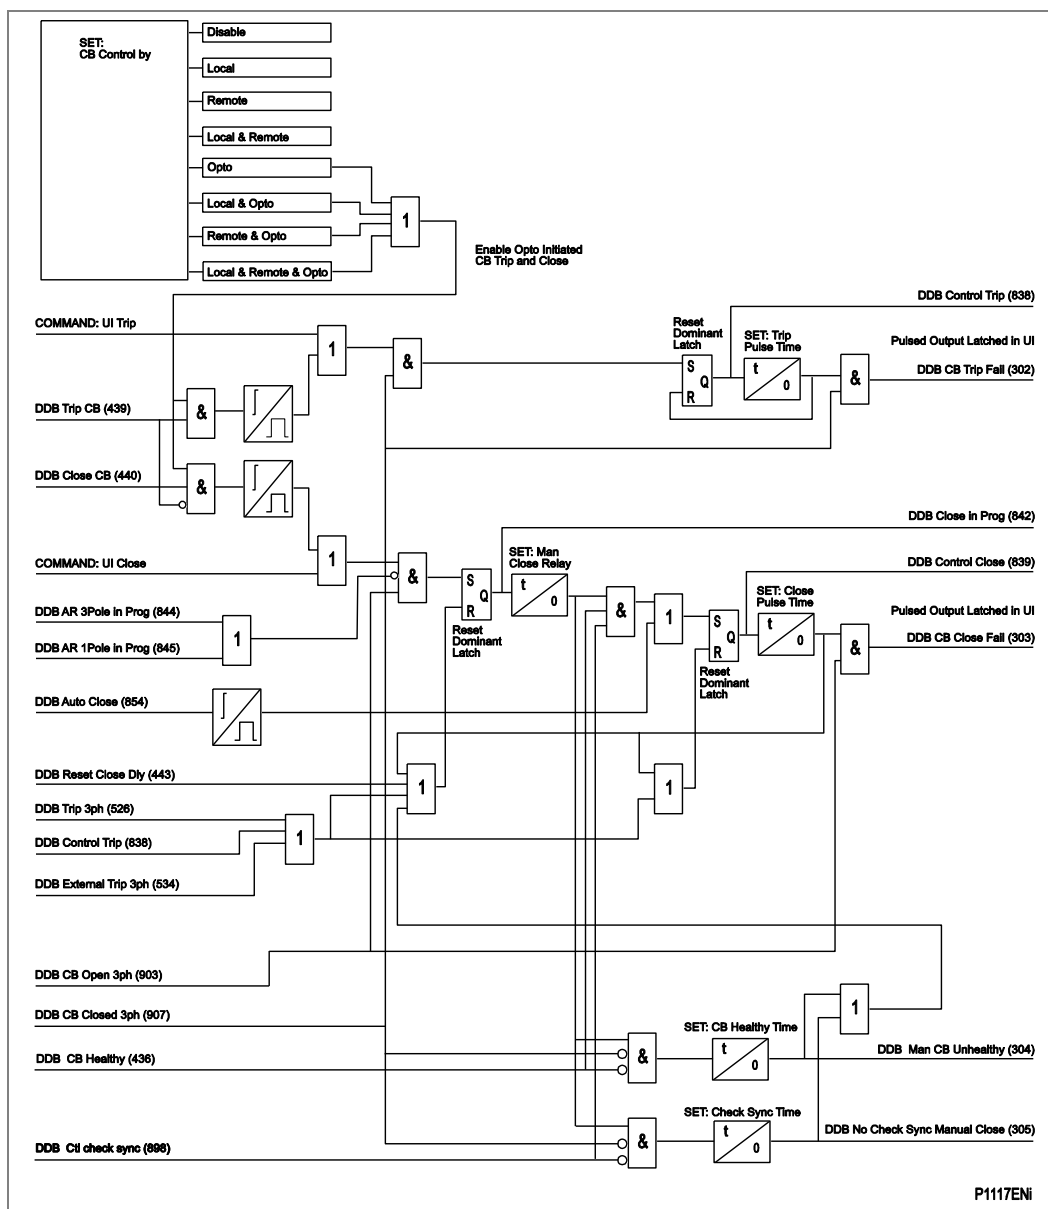 SET:
CB Control by
Disable
Local
Remote
Local & Remote
Opto
Local & Opto
Remote & Opto
Local & Remote & Opto
1
Enable Opto Initiated
CB Trip and Close
DDB Control Trip (838)
COMMAND: UI Trip
1
&
Reset
Dominant
Latch
S
Q
R
SET: Trip
Pulse Time
t
0
&
Pulsed Output Latched in UI
DDB CB Trip Fail (302)
DDB Trip CB (439)
&
DDB Close CB (440)
&
DDB Close in Prog (842)
COMMAND: UI Close
1
&
S
Q
R
Reset
Dominant
Latch
SET: Man
Close Relay
t
0
&
1
DDB Control Close (839)
S
Q
R
Reset
Dominant
Latch
SET: Close
Pulse Time
t
0
&
Pulsed Output Latched in UI
DDB CB Close Fail (303)
DDB AR 3Pole in Prog (844)
1
DDB AR 1Pole in Prog (845)
DDB Auto Close (854)
DDB Reset Close Dly (443)
1
1
DDB Trip 3ph (526)
1
DDB Control Trip (838)
DDB External Trip 3ph (534)
DDB CB Open 3ph (903)
DDB CB Closed 3ph (907)
1
SET: CB Healthy Time
DDB CB Healthy (436)
&
t
0
DDB Man CB Unhealthy (304)
SET: Check Sync Time
DDB Ctl check sync (898)
&
t
0
DDB No Check Sync Manual Close (305)
P1117ENi